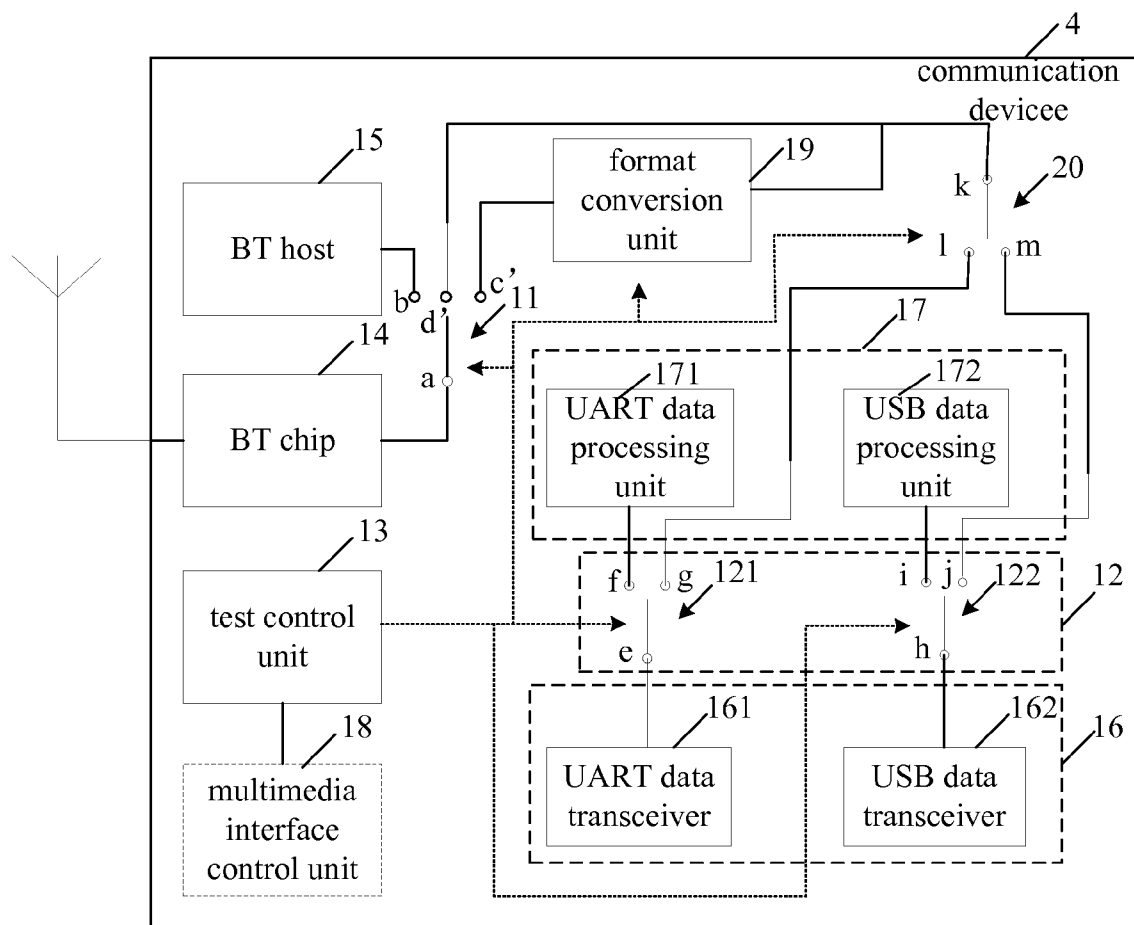 4
communication
devicee
15
BT host
format
conversion
unit
19
k
20
l
m
b
d'
c'
11
14
BT chip
a
17
171
UART data
processing
unit
172
USB data
processing
unit
13
test control
unit
f
g
121
i
j
122
12
e
h
18
multimedia
interface
control unit
161
UART data
transceiver
162
USB data
transceiver
16